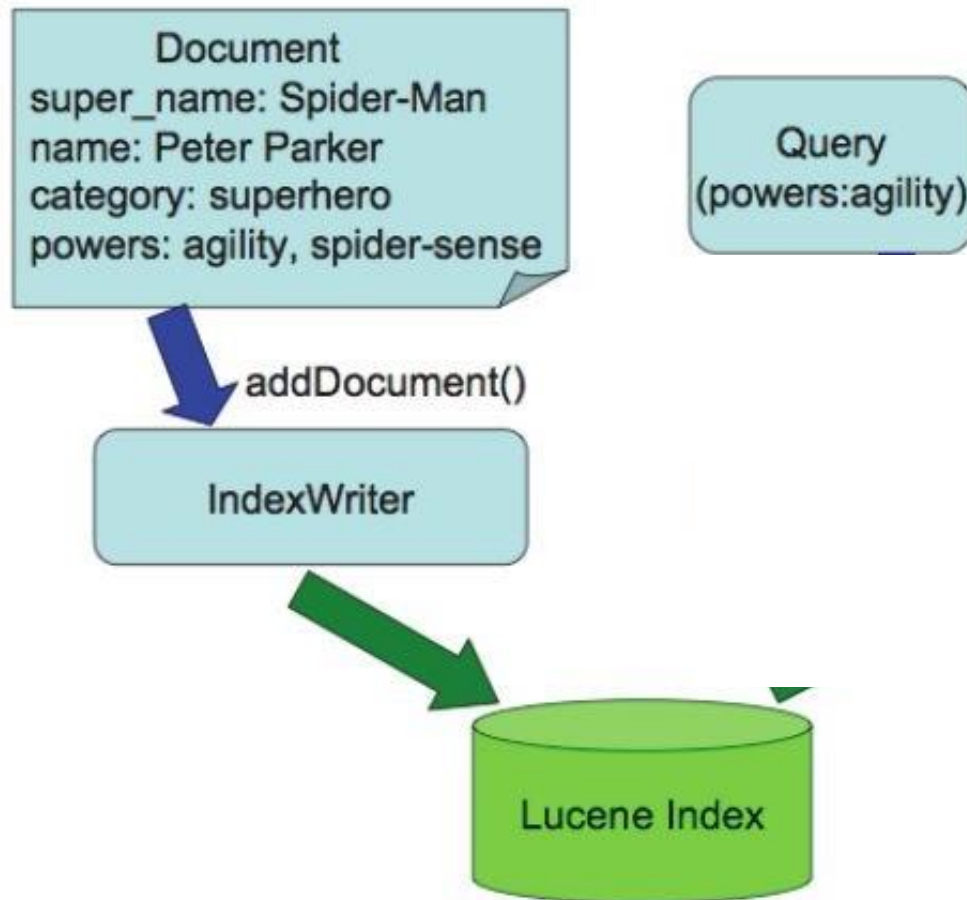 Document
super_name: Spider-Man
name: Peter Parker
category: superhero
powers: agility, spider-sense
Query
(powers:agility)
addDocument()
IndexWriter
Lucene Index